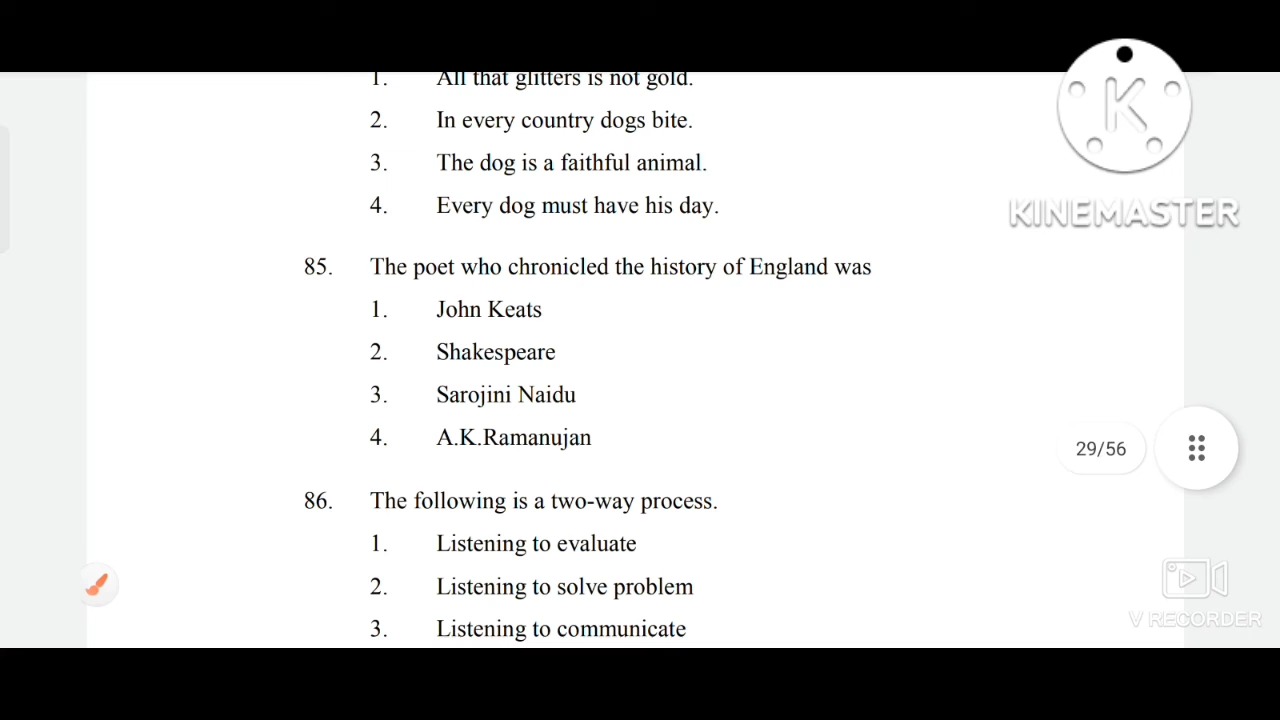 1. All that glitters is not gold.
2. In every country dogs bite.
3. The dog is a faithful animal.
4. Every dog must have his day.
KINEMASTER
85. The poet who chronicled the history of England was
1. John Keats
2. Shakespeare
3. Sarojini Naidu
4. A.K.Ramanujan
29/56
86. The following is a two-way process.
1. Listening to evaluate
2. Listening to solve problem
3. Listening to communicate
V RECORDER